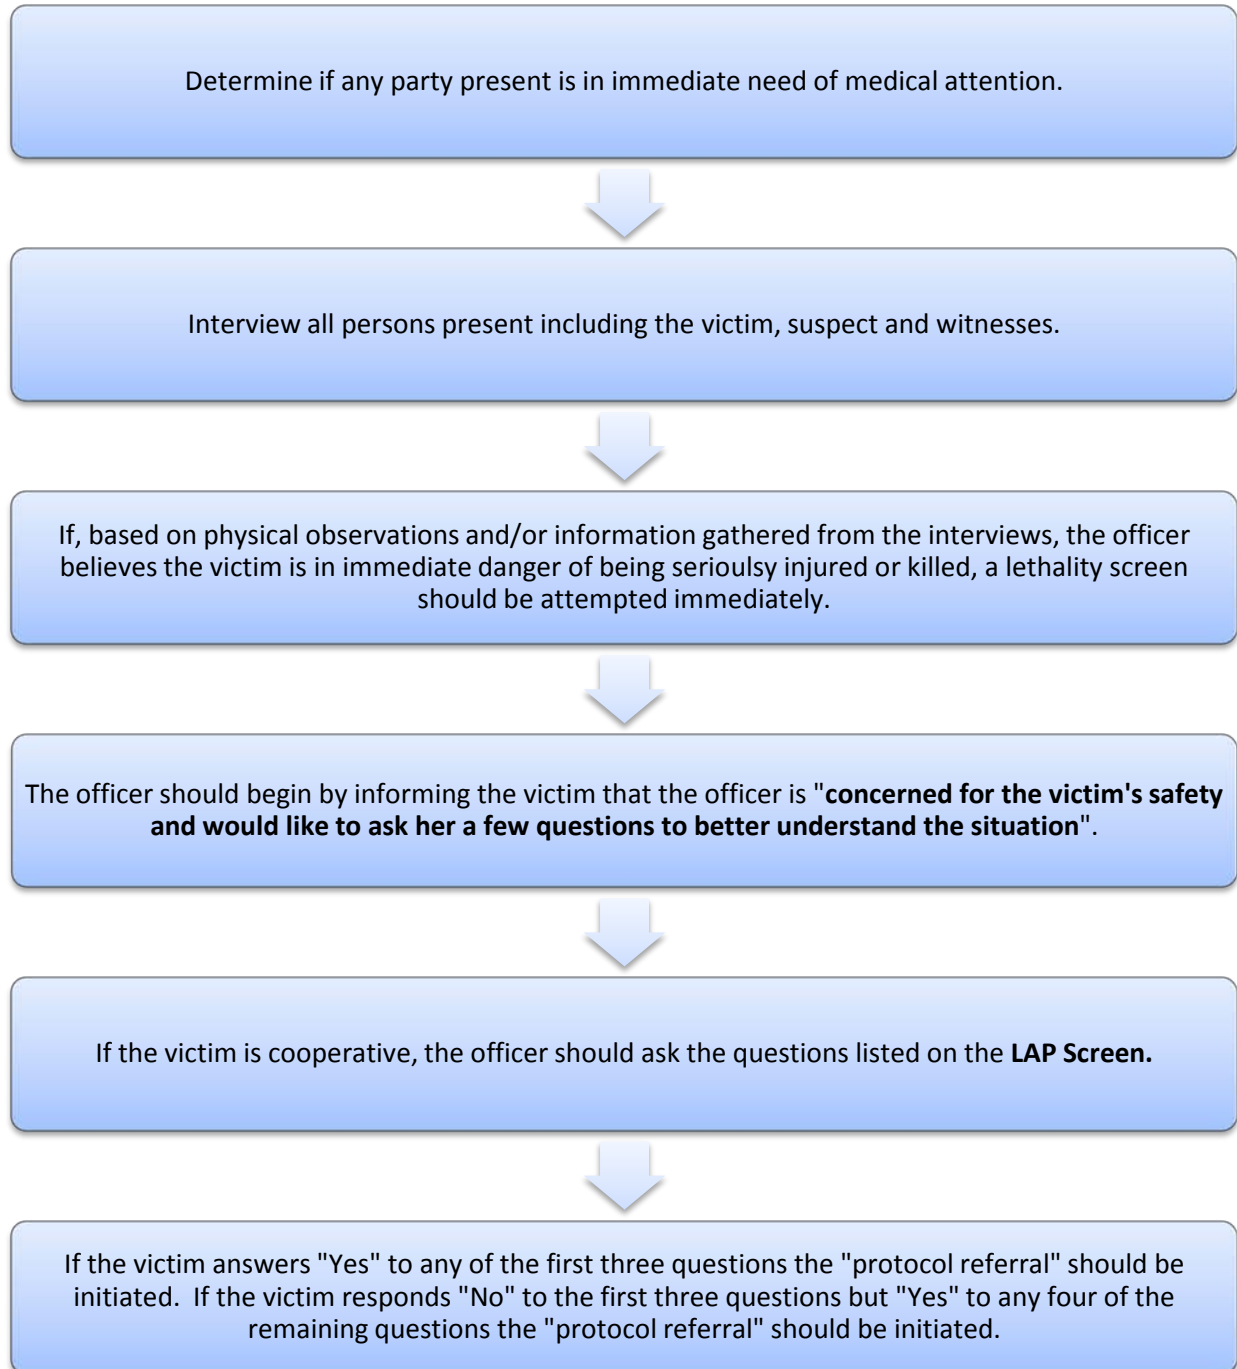 Determine if any party present is in immediate need of medical attention.
Interview all persons present including the victim, suspect and witnesses.
If, based on physical observations and/or information gathered from the interviews, the officer
believes the victim is in immediate danger of being serioulsy injured or killed, a lethality screen
should be attempted immediately.
The officer should begin by informing the victim that the officer is "concerned for the victim's safety
and would like to ask her a few questions to better understand the situation".
If the victim is cooperative, the officer should ask the questions listed on the LAP Screen.
If the victim answers "Yes" to any of the first three questions the "protocol referral" should be
initiated.  If the victim responds "No" to the first three questions but "Yes" to any four of the
remaining questions the "protocol referral" should be initiated.